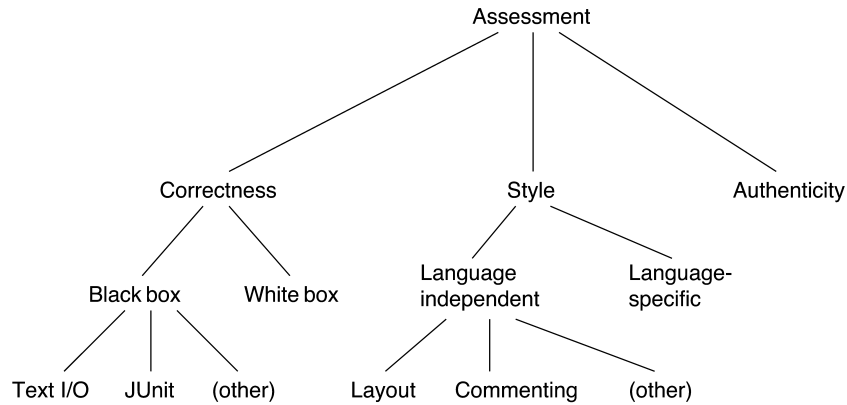 Assessment
Correctness
Style
Authenticity
Black box
White box
Language
independent
Language-
specific
Text I/O
JUnit
(other)
Layout
Commenting
(other)